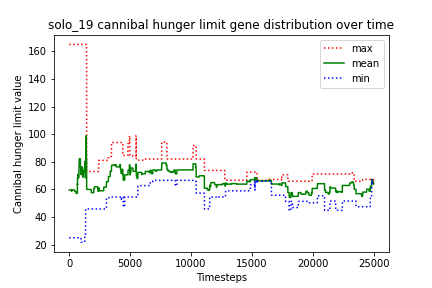 solo_19 cannibal hunger limit gene distribution over time
max
mean
min
Cannibal hunger limit value
160
140
120
100
80
60
40
20
0
5000
10000
15000
20000
25000
Timesteps